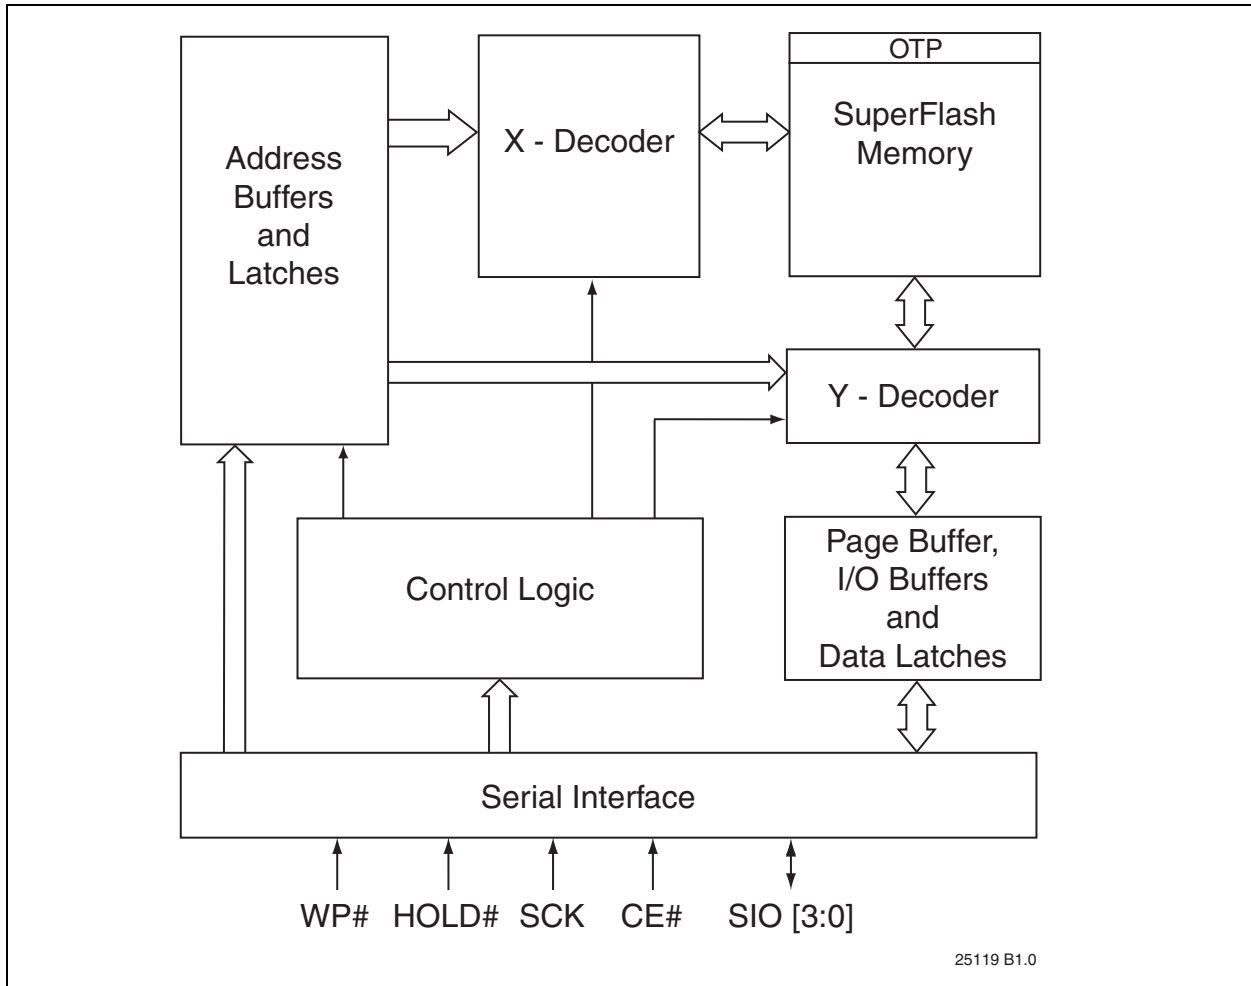 OTP
SuperFlash
Memory
X - Decoder
Address
Buffers
and
Latches
Y - Decoder
Page Buffer,
I/O Buffers
and
Data Latches
Control Logic
Serial Interface
WP# HOLD# SCK CE# SIO [3:0]
25119 B1.0